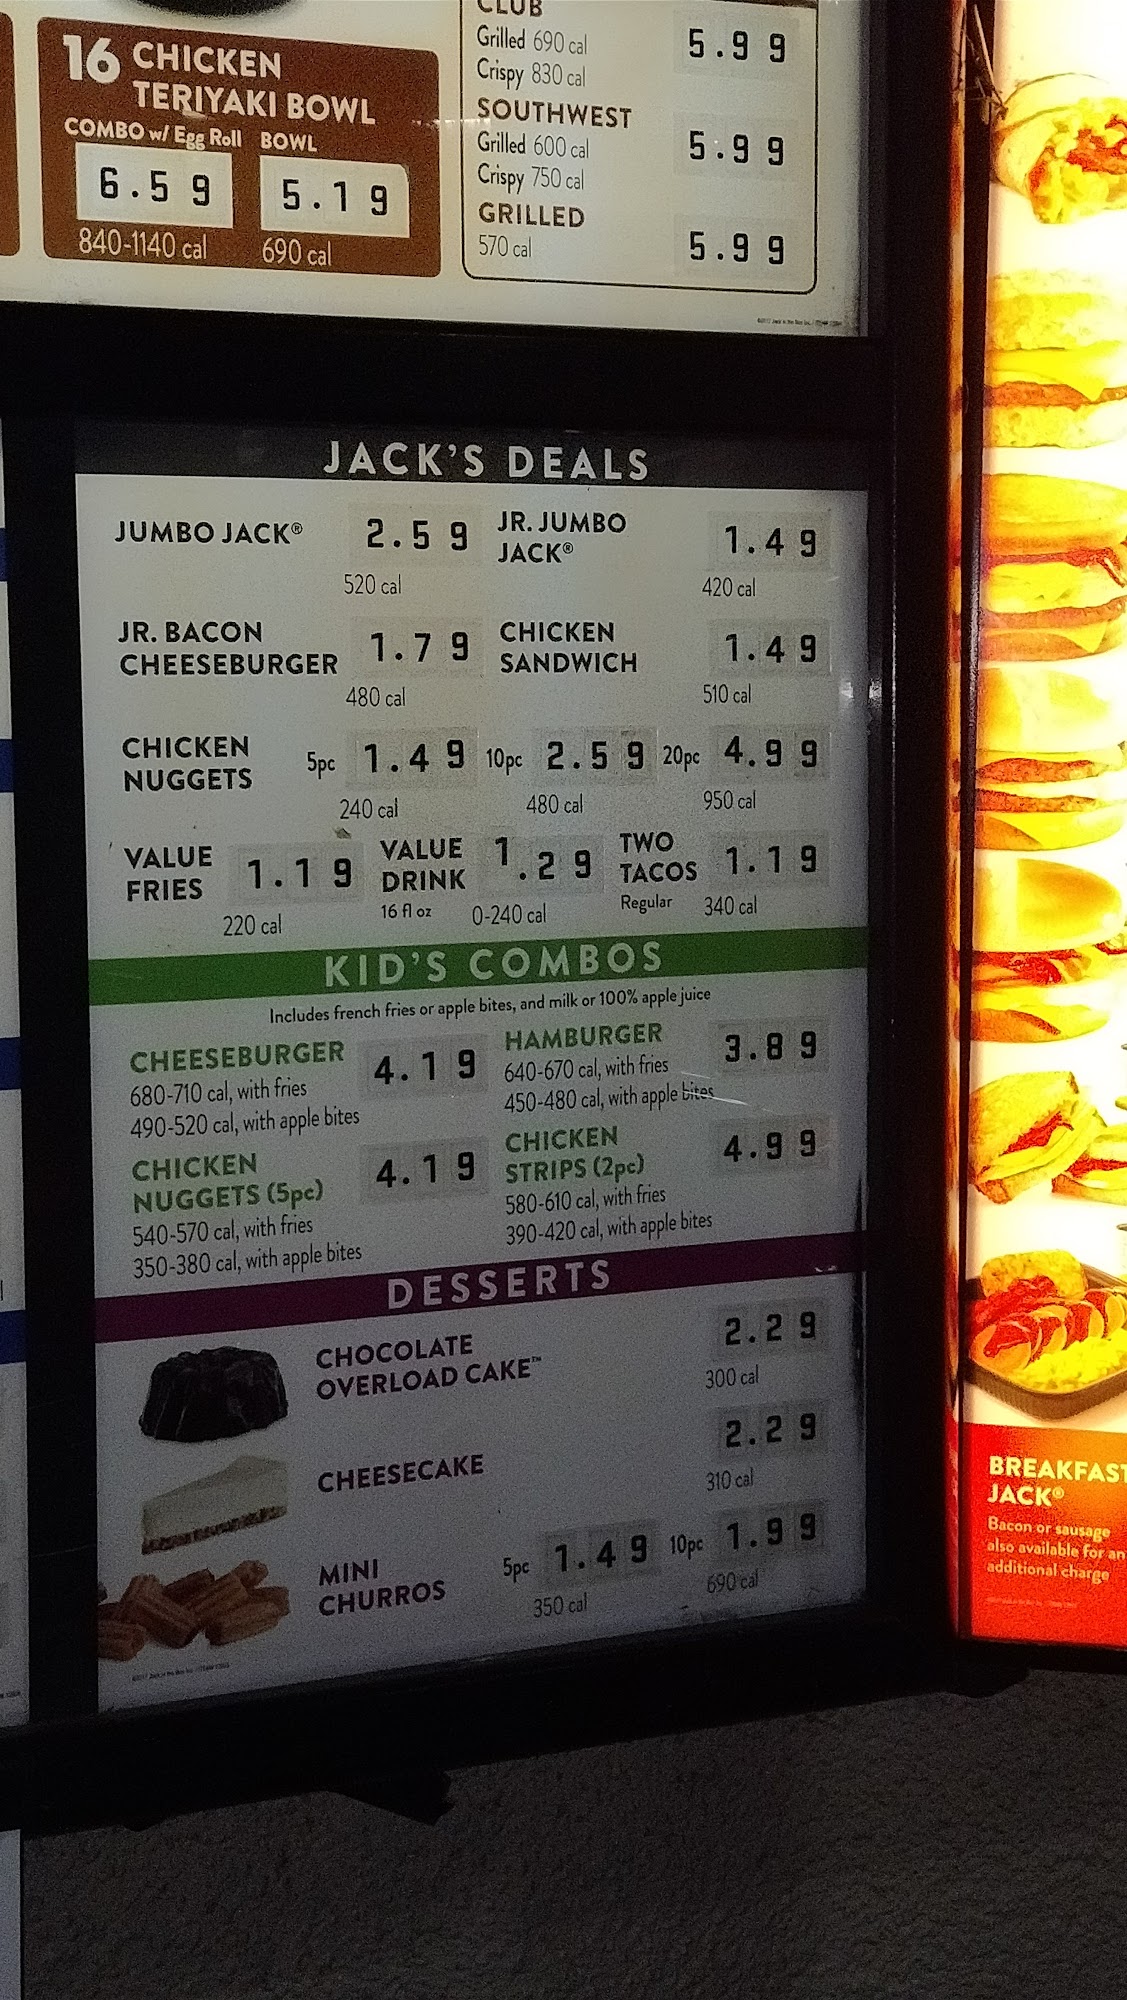 16 CHICKEN
TERIYAKI BOWL
COMBO w/ Egg Roll BOWL
6.59 5.19
840-1140 cal 690 cal
CLUB
Grilled 690 cal 5.99
Crispy 830 cal
SOUTHWEST
Grilled 600 cal 5.99
Crispy 750 cal
GRILLED
570 cal 5.99
JACK'S DEALS
JUMBO JACK® 2.59
520 cal
JR. JUMBO
JACK® 1.49
420 cal
JR. BACON
CHEESEBURGER 1.79
480 cal
CHICKEN
SANDWICH 1.49
510 cal
CHICKEN
NUGGETS
5pc 1.49 10pc 2.59 20pc 4.99
240 cal 480 cal 950 cal
VALUE
FRIES 1.19
220 cal
VALUE
DRINK 1.29
16 fl oz 0-240 cal
TWO
TACOS 1.19
Regular 340 cal
KID'S COMBOS
Includes french fries or apple bites, and milk or 100% apple juice
CHEESEBURGER 4.19
680-710 cal, with fries
490-520 cal, with apple bites
HAMBURGER 3.89
640-670 cal, with fries
450-480 cal, with apple bites
CHICKEN
NUGGETS (5pc) 4.19
540-570 cal, with fries
350-380 cal, with apple bites
CHICKEN
STRIPS (2pc) 4.99
580-610 cal, with fries
390-420 cal, with apple bites
DESSERTS
CHOCOLATE
OVERLOAD CAKE™ 2.29
300 cal
CHEESECAKE 2.29
310 cal
MINI
CHURROS
5pc 1.49 10pc 1.99
350 cal 690 cal
BREAKFAST
JACK®
Bacon or sausage
also available for an
additional charge